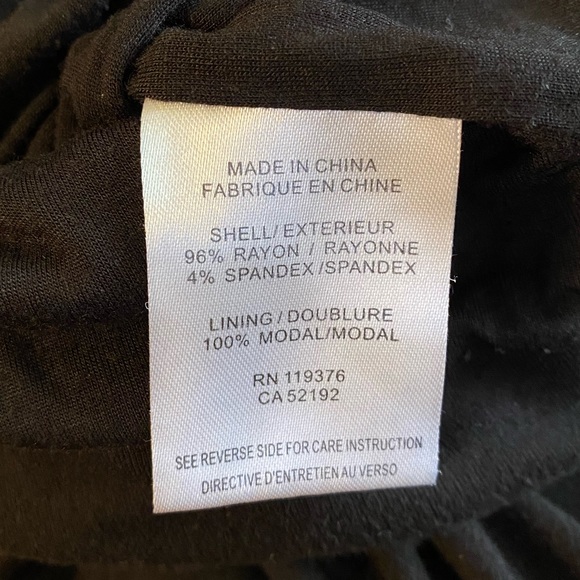 MADE IN CHINA
FABRIQUE EN CHINE
SHELL/ EXTERIEUR
96% RAYON / RAYONNE
4% SPANDEX /SPANDEX
LINING / DOUBLURE
100% MODAL/MODAL
RN 119376
CA 52192
SEE REVERSE SIDE FOR CARE INSTRUCTION
DIRECTIVE D'ENTRETIEN AU VERSO